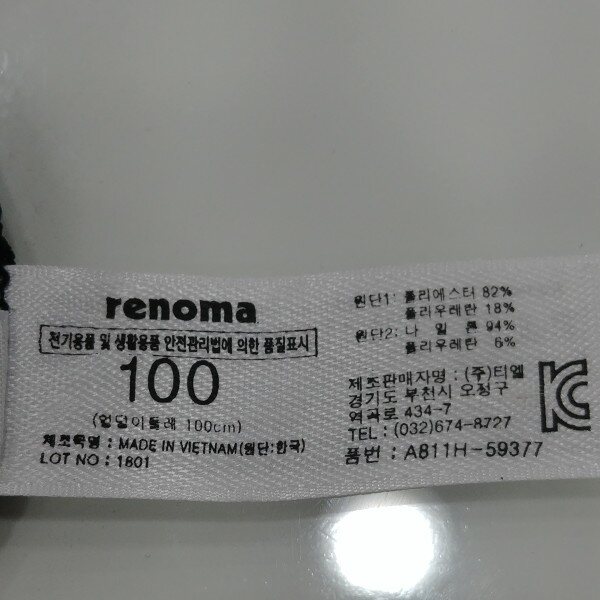 renoma
전기용품 및 생활용품 안전관리법에 의한 품질표시
100
(엉덩이둘레 100cm)
제조국명 : MADE IN VIETNAM(원단:한국)
LOT NO : 1801
원단1: 폴리에스터 82%
폴리우레탄 18%
원단2: 나 일 론 94%
폴리우레탄 6%
제조판매자명 : (주)티엘
경기도 부천시 오정구
역곡로 434-7
TEL : (032)674-8727
품번 : A811H-59377
KC